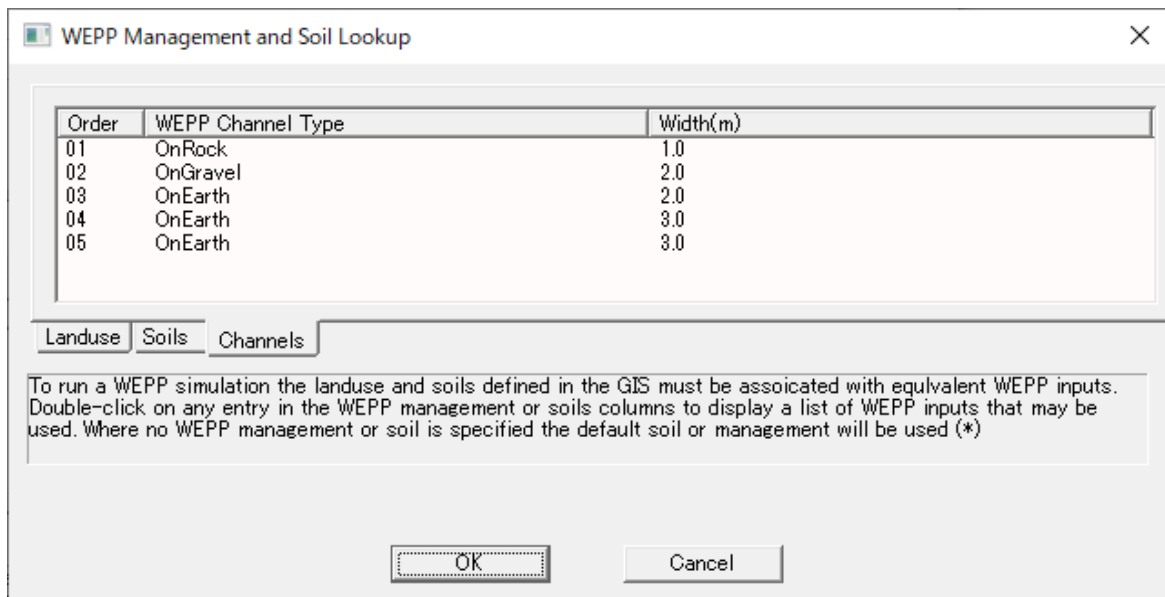 WEPP Management and Soil Lookup
Order WEPP Channel Type Width(m)
01 OnRock 1.0
02 OnGravel 2.0
03 OnEarth 2.0
04 OnEarth 3.0
05 OnEarth 3.0
Landuse Soils Channels
To run a WEPP simulation the landuse and soils defined in the GIS must be assoicated with equlvalent WEPP inputs.
Double-click on any entry in the WEPP management or soils columns to display a list of WEPP inputs that may be
used. Where no WEPP management or soil is specified the default soil or management will be used (*)
OK Cancel